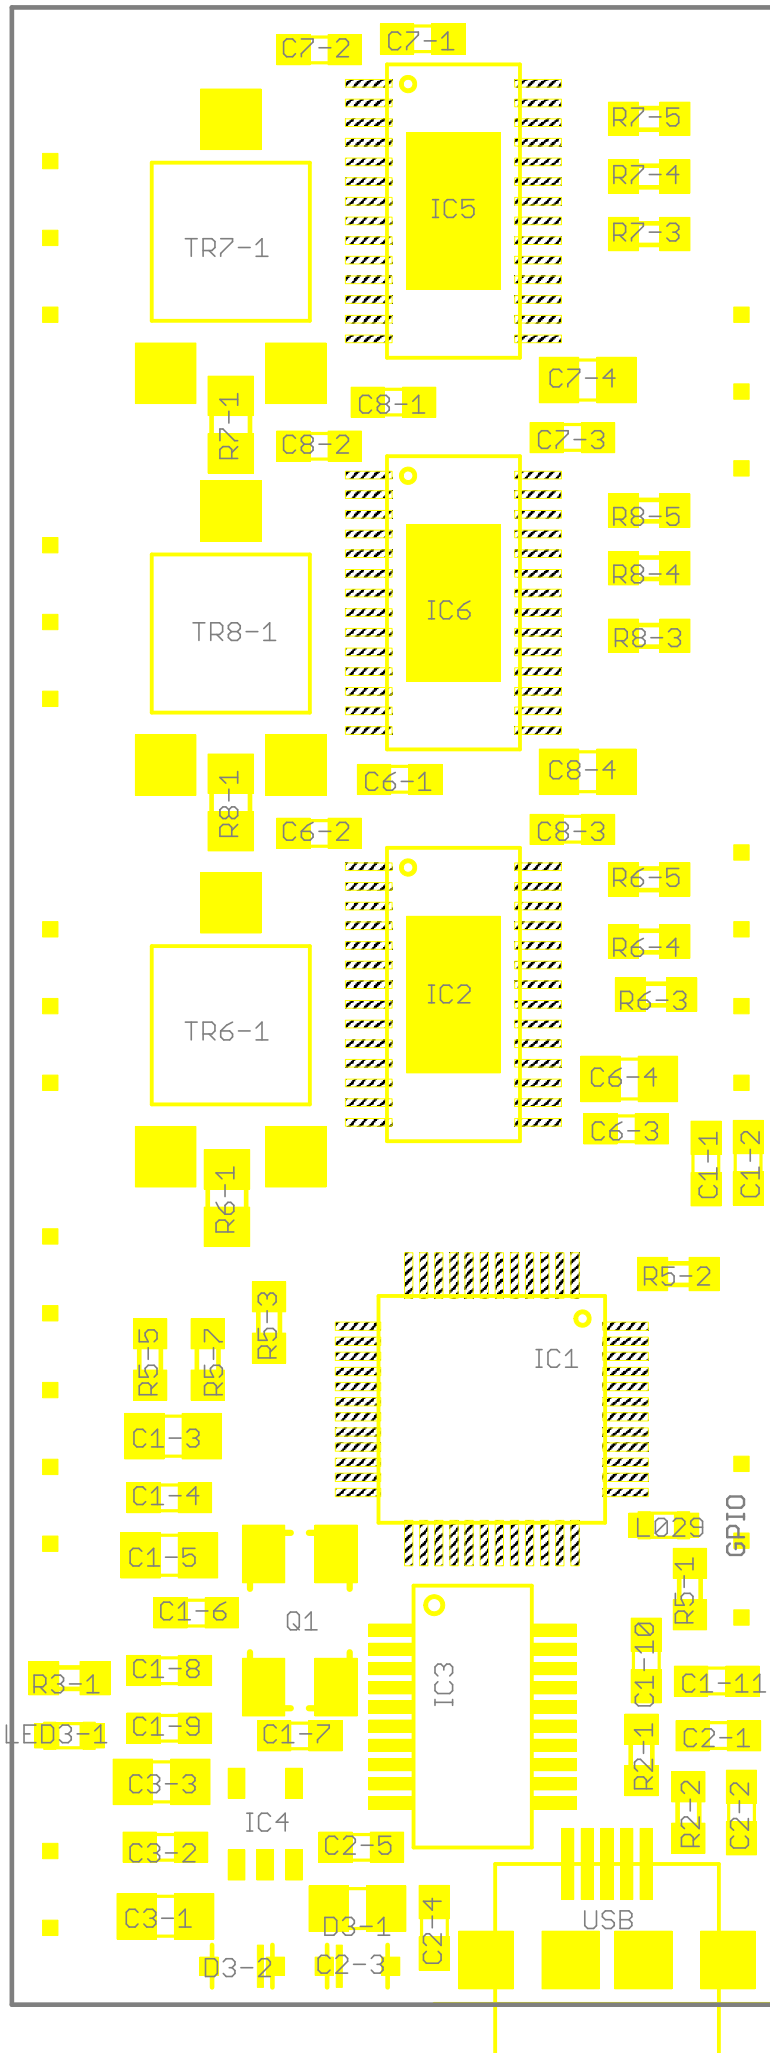 C7-1
C7-2
R7-5
R7-4
IC5
R7-3
TR7-1
C7-4
C8-1
R7-1
C7-3
C8-2
R8-5
R8-4
IC6
TR8-1
R8-3
C8-4
C6-1
R8-1
C6-2
C8-3
R6-5
R6-4
IC2
R6-3
TR6-1
C6-4
C6-3
C1-1
C1-2
R6-1
R5-2
R5-3
R5-5
R5-7
IC1
C1-3
C1-4
L029
GPIO
C1-5
R5-1
C1-6
Q1
C1-10
C1-8
IC3
R3-1
C1-11
C1-9
LED3-1
C1-7
C2-1
R2-1
C3-3
R2-2
C2-2
IC4
C3-2
C2-5
C3-1
USB
D3-1
C2-4
D3-2
C2-3